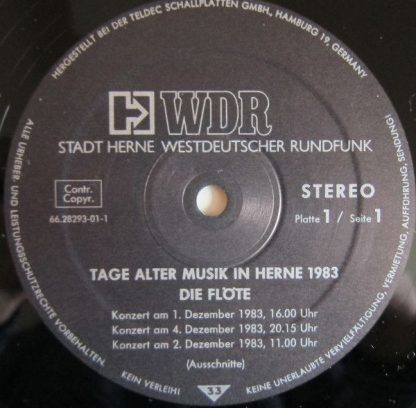 HERGESTELLT BEI DER TELDEC SCHALLPLATTEN GMBH, HAMBURG 19, GERMANY
WDR
STADT HERNE WESTDEUTSCHER RUNDFUNK
Contr.
Copyr.
66.28293-01-1
STEREO
Platte 1 / Seite 1
TAGE ALTER MUSIK IN HERNE 1983
DIE FLÖTE
Konzert am 1. Dezember 1983, 16.00 Uhr
Konzert am 4. Dezember 1983, 20.15 Uhr
Konzert am 2. Dezember 1983, 11.00 Uhr
(Ausschnitte)
33
ALLE URHEBER UND LEISTUNGSSCHUTZRECHTE VORBEHALTEN.
KEIN VERLEIH!
KEINE UNERLAUBTE VERVIELFÄLTIGUNG, VERMIETUNG, AUFFÜHRUNG, SENDUNG!